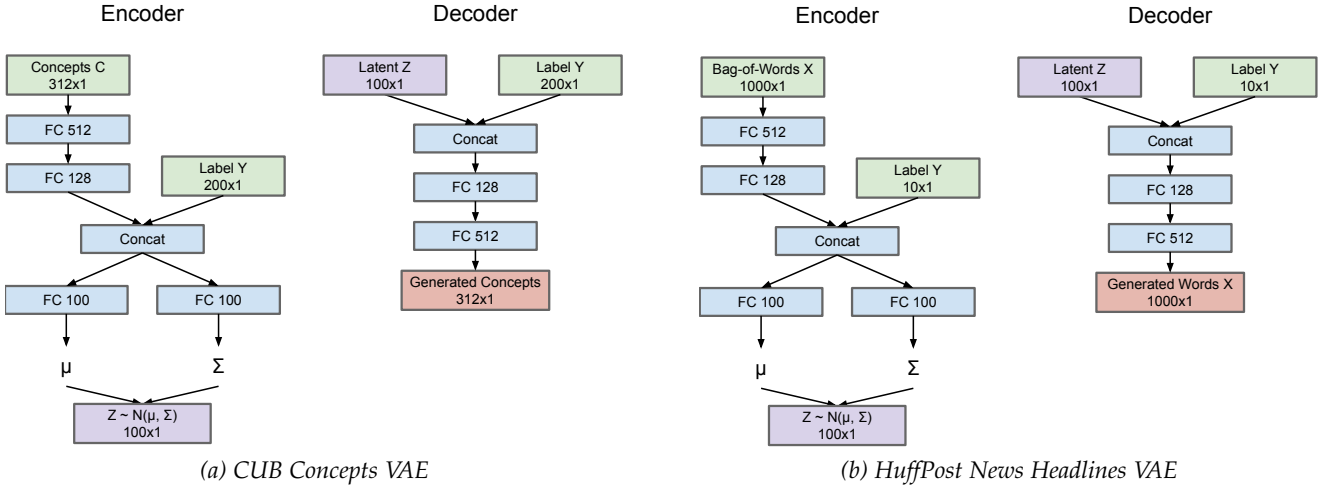 Encoder
Decoder
Concepts C
312x1
FC 512
FC 128
Label Y
200x1
Concat
FC 100
FC 100
μ
Σ
Z ~ N(μ, Σ)
100x1
Latent Z
100x1
Label Y
200x1
Concat
FC 128
FC 512
Generated Concepts
312x1
(a) CUB Concepts VAE
Encoder
Decoder
Bag-of-Words X
1000x1
FC 512
FC 128
Label Y
10x1
Concat
FC 100
FC 100
μ
Σ
Z ~ N(μ, Σ)
100x1
Latent Z
100x1
Label Y
10x1
Concat
FC 128
FC 512
Generated Words X
1000x1
(b) HuffPost News Headlines VAE